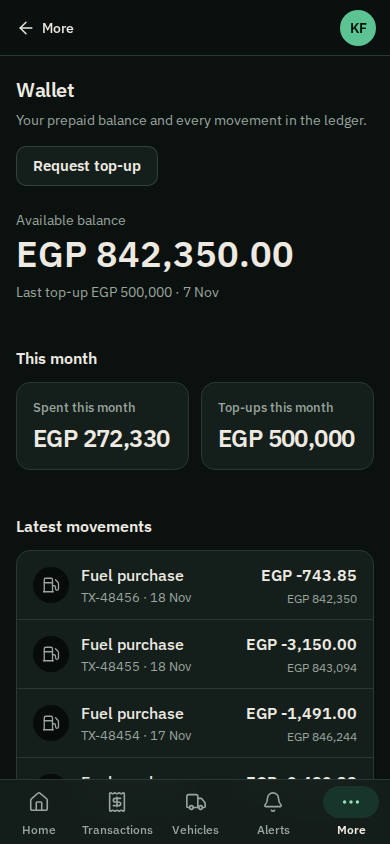 More
KF
Wallet
Your prepaid balance and every movement in the ledger.
Request top-up
Available balance
EGP 842,350.00
Last top-up EGP 500,000 · 7 Nov
This month
Spent this month
EGP 272,330
Top-ups this month
EGP 500,000
Latest movements
Fuel purchase
EGP -743.85
TX-48456 · 18 Nov
EGP 842,350
Fuel purchase
EGP -3,150.00
TX-48455 · 18 Nov
EGP 843,094
Fuel purchase
EGP -1,491.00
TX-48454 · 17 Nov
EGP 846,244
Home
Transactions
Vehicles
Alerts
More